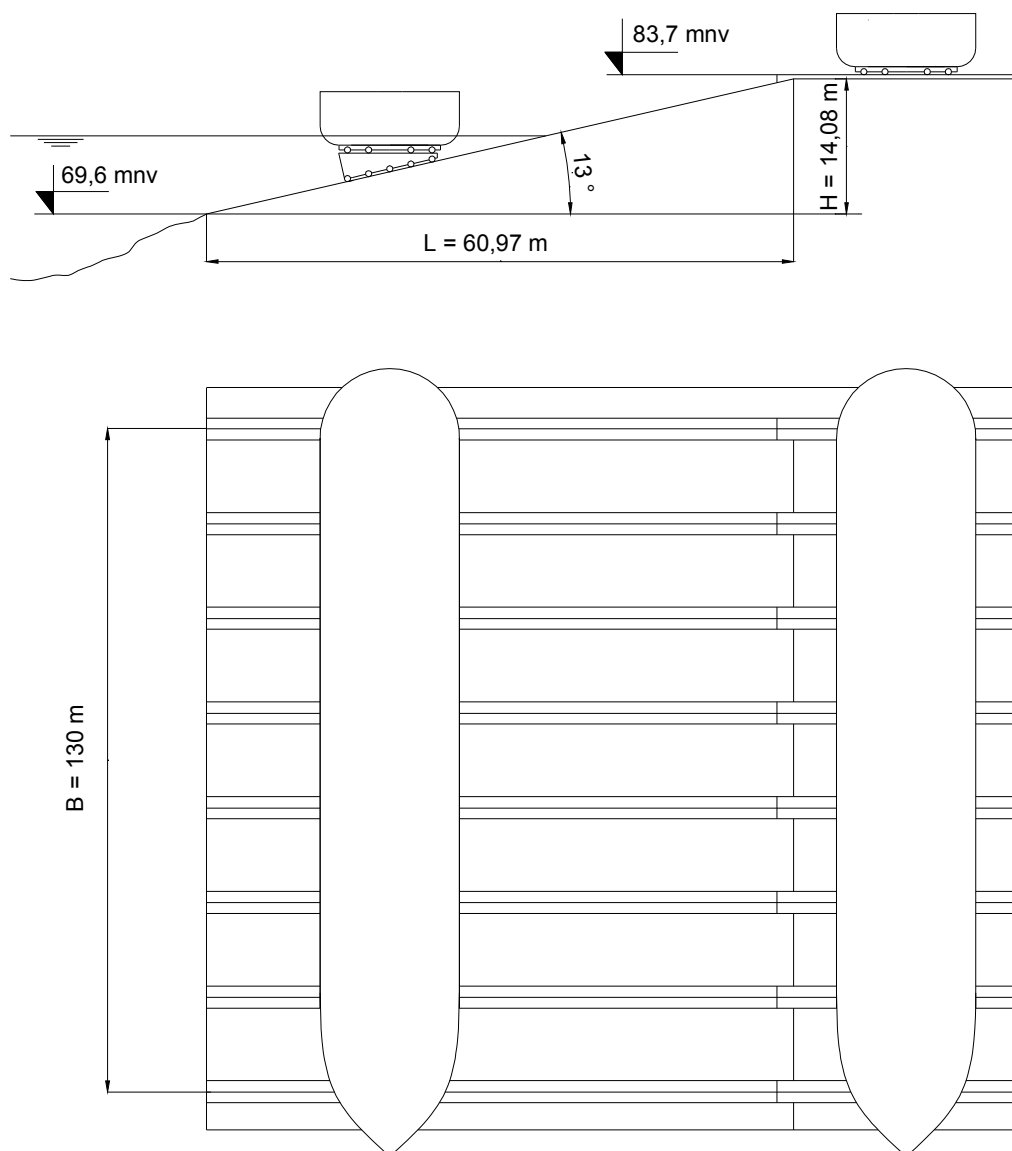 83,7 mnv
H = 14,08 m
69,6 mnv
13 °
L = 60,97 m
B = 130 m